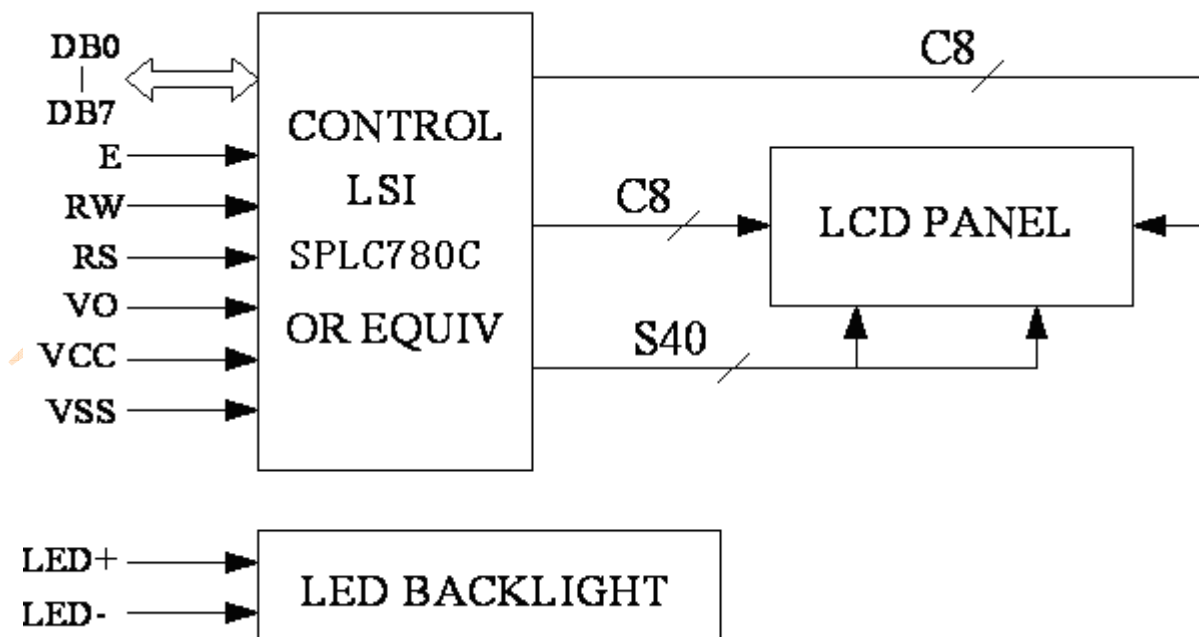 DB0
DB7
E
RW
RS
VO
VCC
VSS
CONTROL
LSI
SPLC780C
OR EQUIV
C8
C8
S40
LCD PANEL
LED+
LED-
LED BACKLIGHT